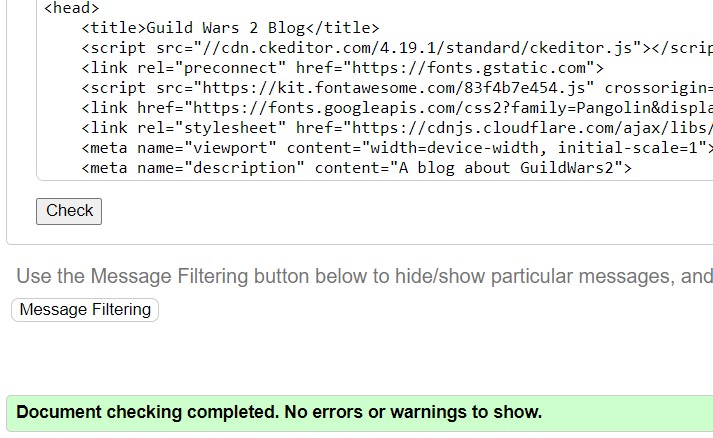 <head>
<title>Guild Wars 2 Blog</title>
<script src="//cdn.ckeditor.com/4.19.1/standard/ckeditor.js"></scrip
<link rel="preconnect" href="https://fonts.gstatic.com">
<script src="https://kit.fontawesome.com/83f4b7e454.js" crossorigin=
<link href="https://fonts.googleapis.com/css2?family=Pangolin&displa
<link rel="stylesheet" href="https://cdnjs.cloudflare.com/ajax/libs/
<meta name="viewport" content="width=device-width, initial-scale=1">
<meta name="description" content="A blog about GuildWars2">
Check
Use the Message Filtering button below to hide/show particular messages, and
Message Filtering
Document checking completed. No errors or warnings to show.